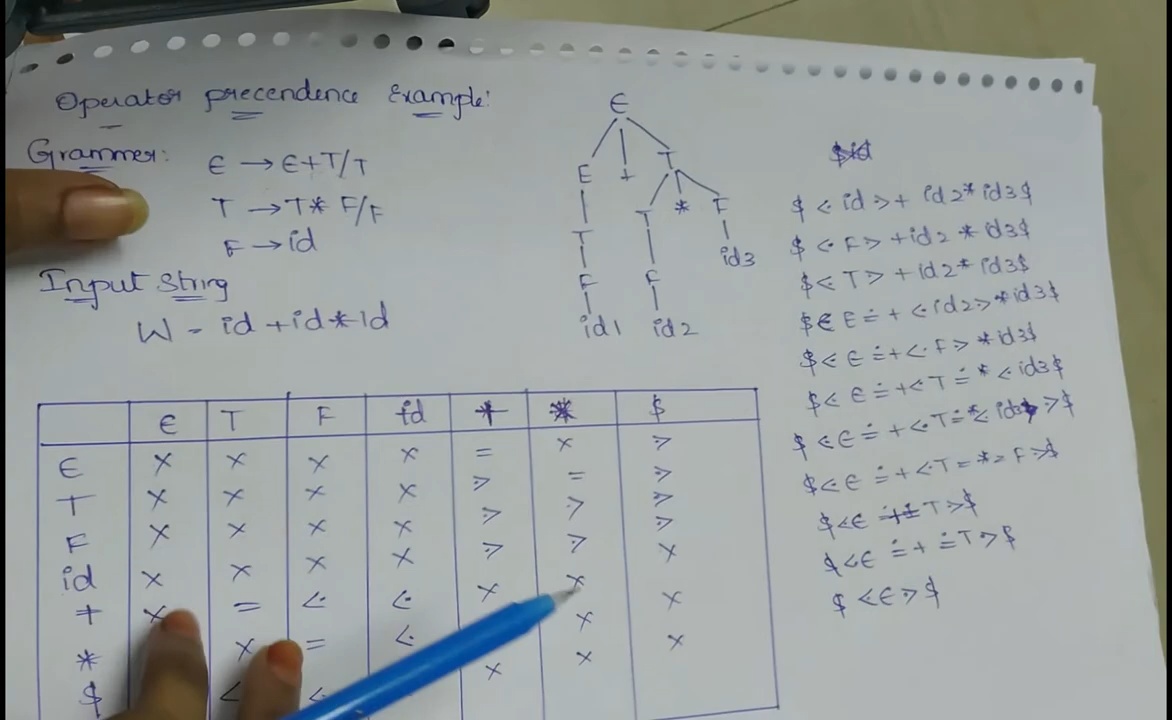 Operator precendence Example:
Grammer:
E → E+T/T
T → T* F/F
F → id
Input String
W - id +id*id
E
E + T
T T * F
F F id3
id1 id2
$ <· id ·> + id2*id3$
$ <· F> +id2 * id3$
$< T> + id2* id3$
$< E ≐ + <·id2> *id3$
$< E ≐+<· F> *id3$
$< E ≐+<T ≐ *< id3$
$ <E ≐ + <·T≐*< id3 ·>$
$<E ≐ +<T = *= F·>$
$<E ≐+≐ T·>$
$<E ≐+ ≐T·>$
$ <E·> $
E T F id + * $
E x x x x = x ·>
T x x x x ·> = ·>
F x x x x ·> ·> ·>
id x x x x ·> ·> ·>
+ x = <· <· x x x
* x = <· x x
$ < <· x x x